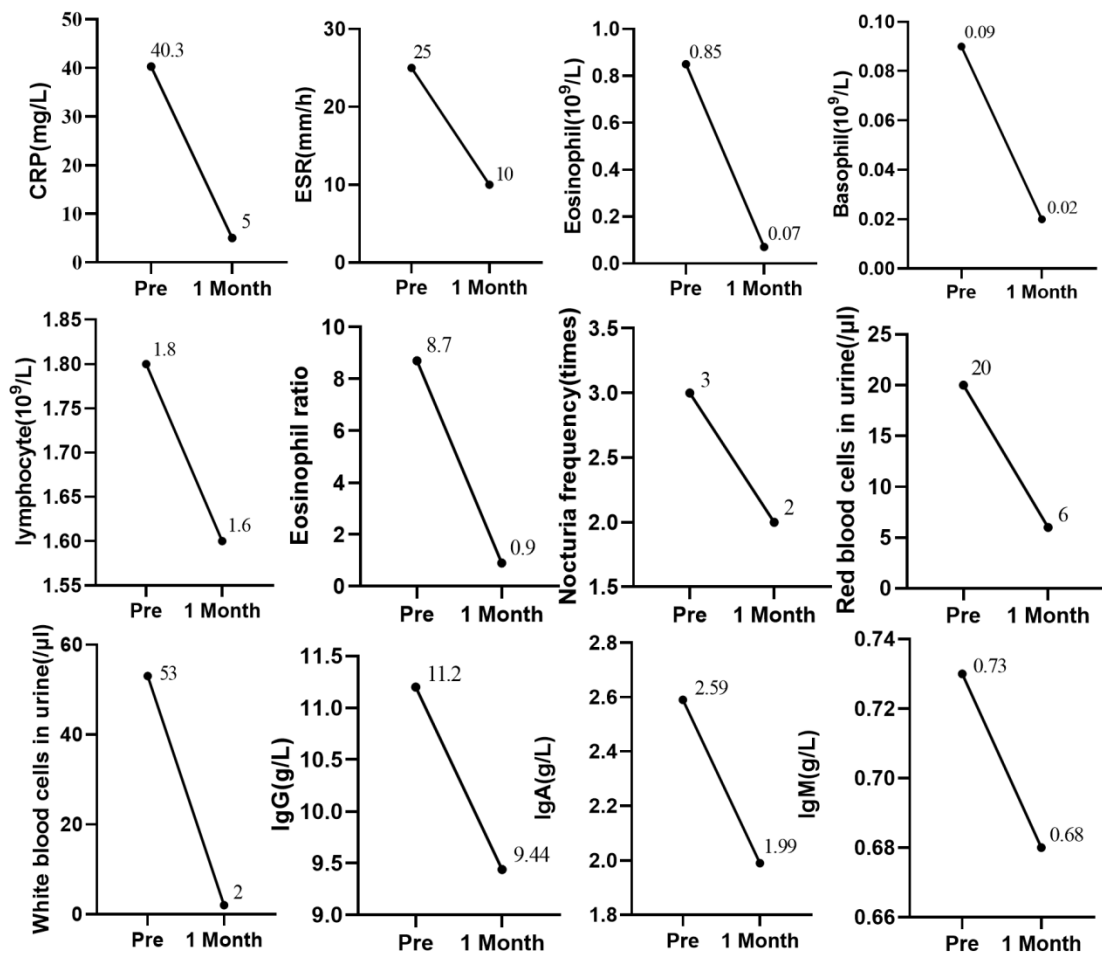 CRP(mg/L)
50
40
30
20
10
0
40.3
5
Pre
1 Month
ESR(mm/h)
30
20
10
0
25
10
Pre
1 Month
Eosinophil(10⁹/L)
1.0
0.8
0.6
0.4
0.2
0.0
0.85
0.07
Pre
1 Month
Basophil(10⁹/L)
0.10
0.08
0.06
0.04
0.02
0.00
0.09
0.02
Pre
1 Month
lymphocyte(10⁹/L)
1.85
1.80
1.75
1.70
1.65
1.60
1.55
1.8
1.6
Pre
1 Month
Eosinophil ratio
10
8
6
4
2
0
8.7
0.9
Pre
1 Month
Nocturia frequency(times)
3.5
3.0
2.5
2.0
1.5
3
2
Pre
1 Month
Red blood cells in urine(/μl)
25
20
15
10
5
0
20
6
Pre
1 Month
White blood cells in urine(/μl)
60
40
20
0
53
2
Pre
1 Month
IgG(g/L)
11.5
11.0
10.5
10.0
9.5
9.0
11.2
9.44
Pre
1 Month
IgA(g/L)
2.8
2.6
2.4
2.2
2.0
1.8
2.59
1.99
Pre
1 Month
IgM(g/L)
0.74
0.72
0.70
0.68
0.66
0.73
0.68
Pre
1 Month